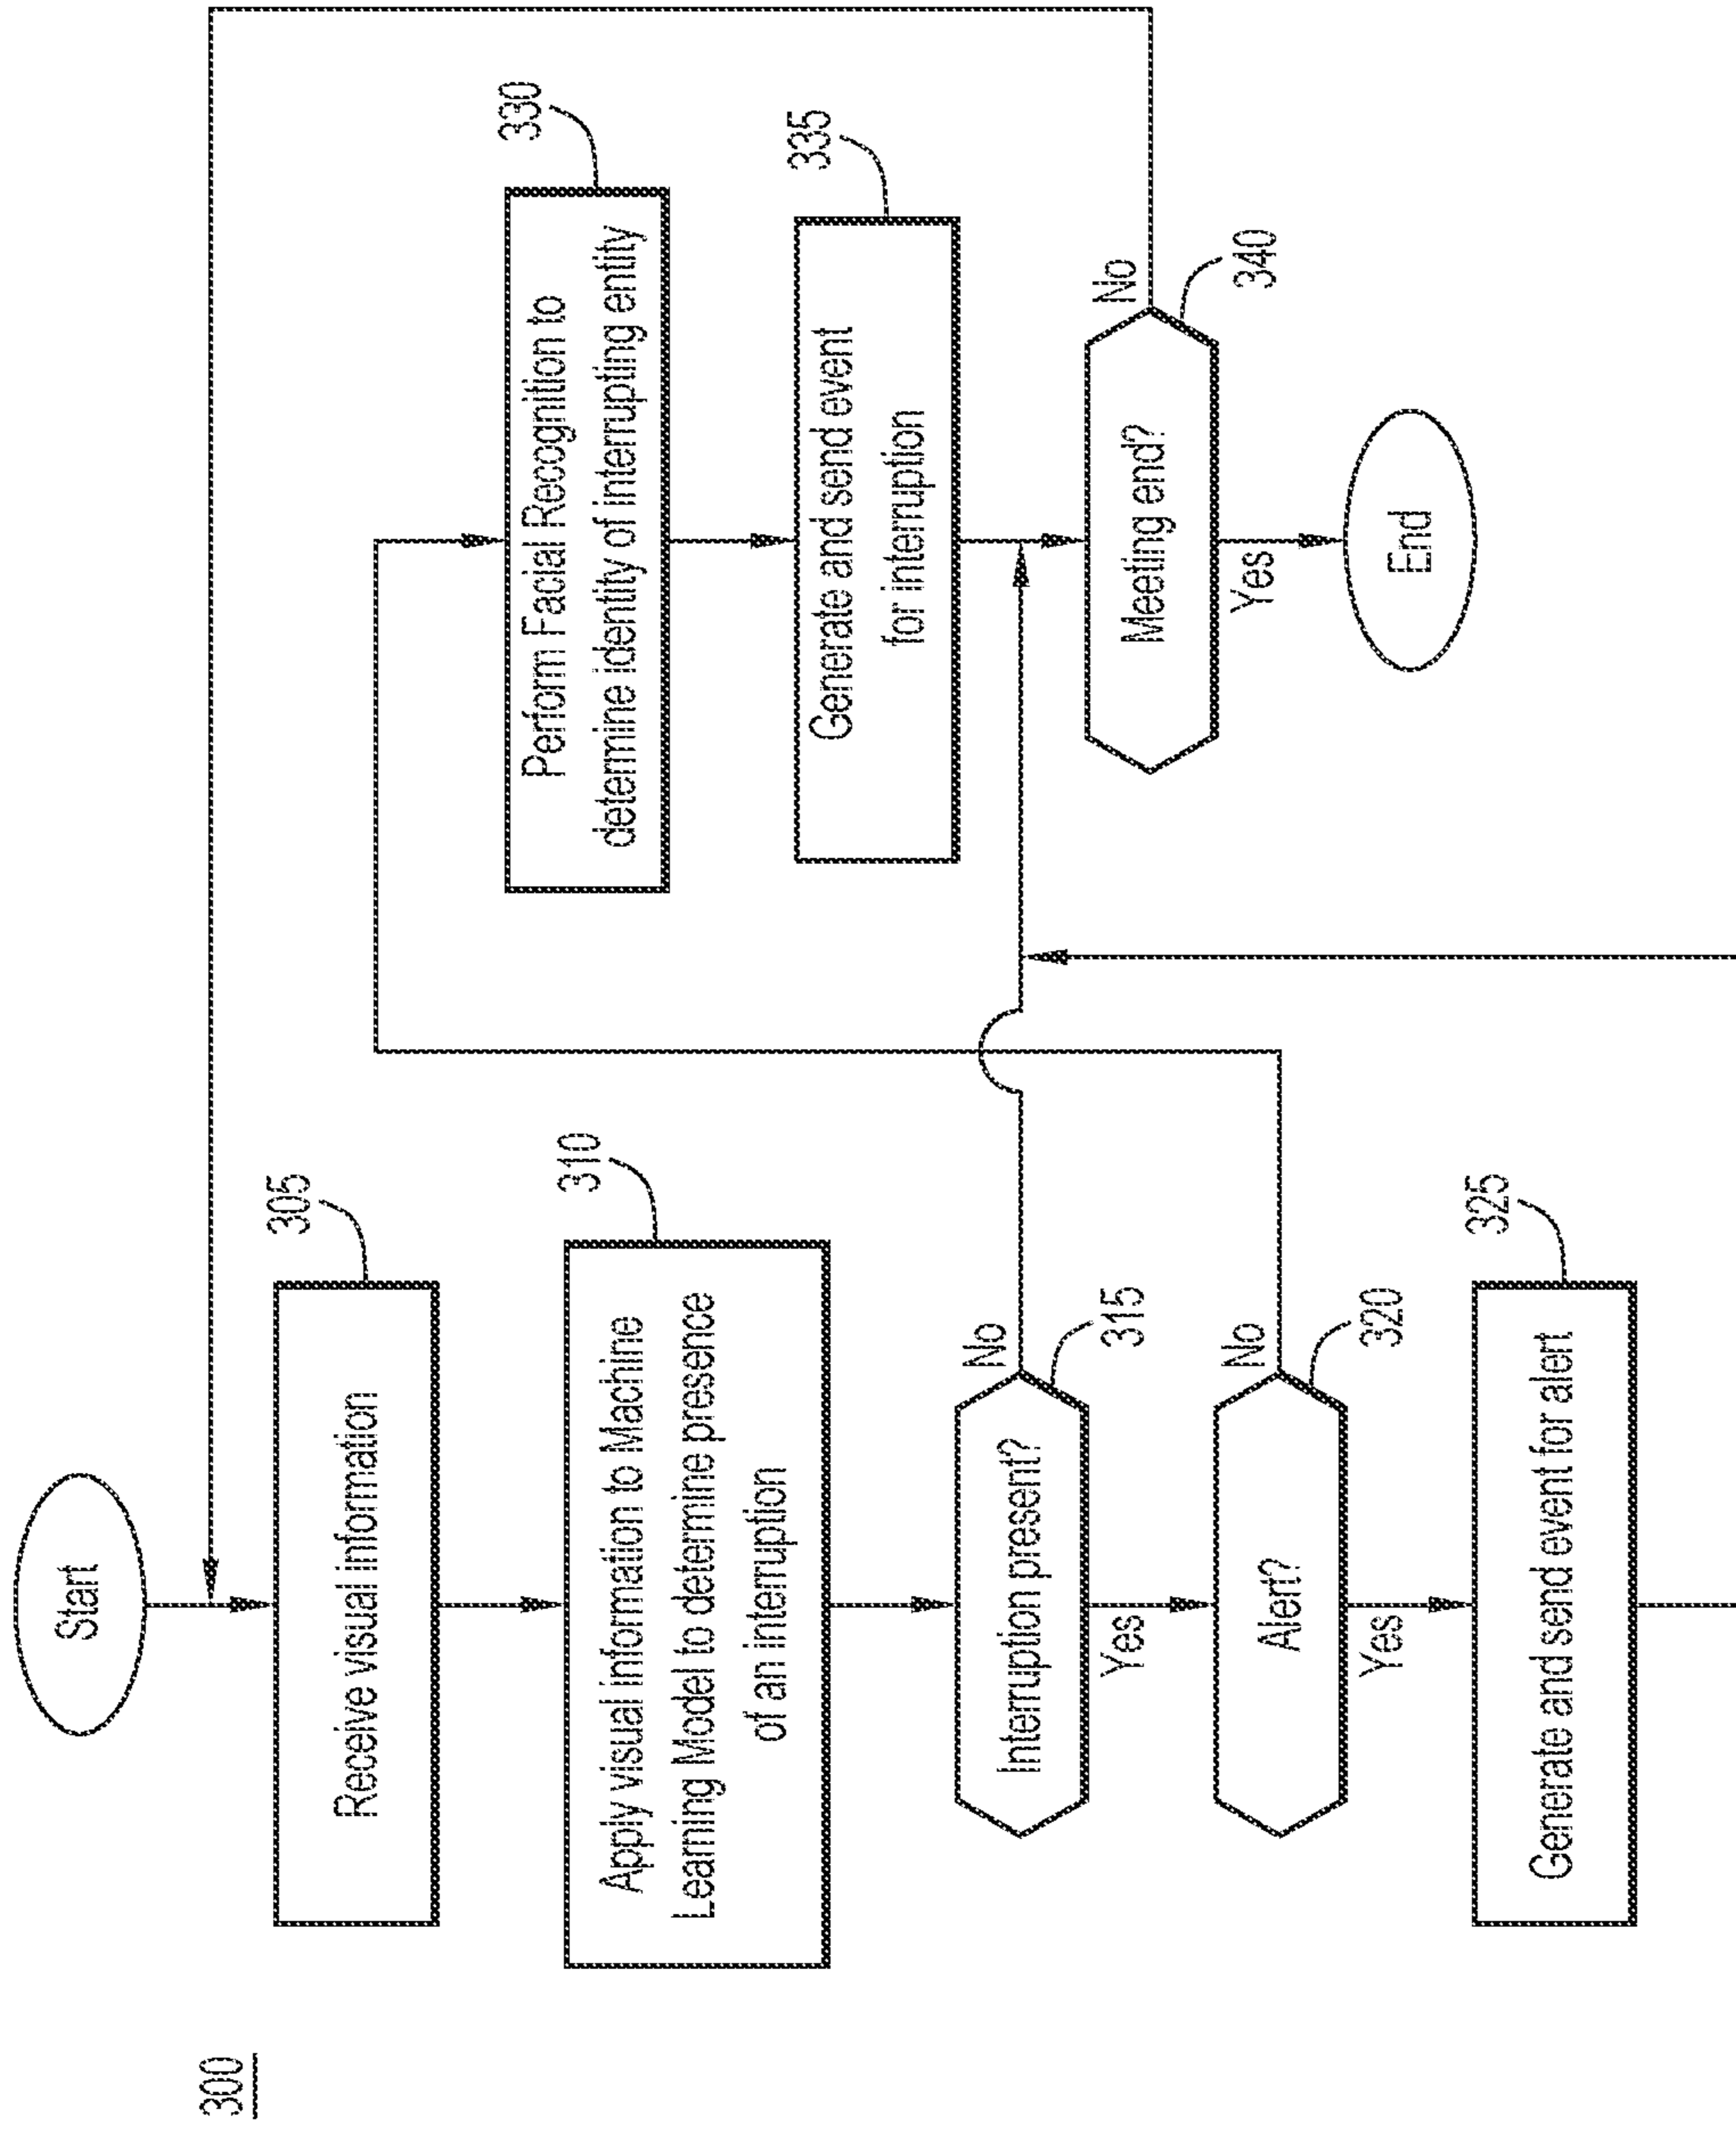 300
Start
305
Receive visual information
310
Apply visual information to Machine
Learning Model to determine presence
of an interruption
Interruption present?
No
315
Yes
Alert?
No
320
Yes
325
Generate and send event for alert
330
Perform Facial Recognition to
determine identity of interrupting entity
335
Generate and send event
for interruption
Meeting end?
No
340
Yes
End